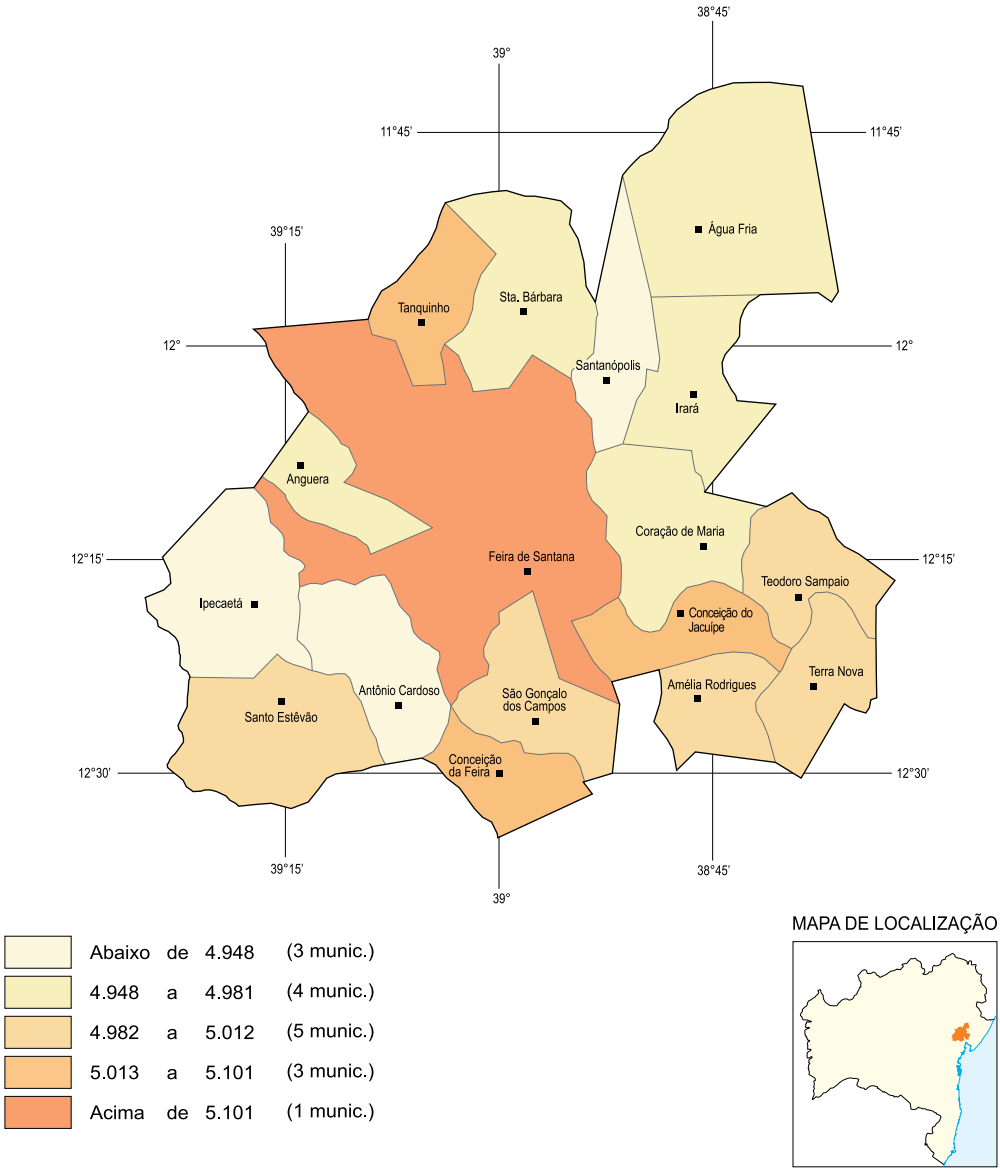 38°45’
39°
11°45’
11°45’
39°15’
Água Fria
Sta. Bárbara
Tanquinho
12°
12°
Santanópolis
Irará
Anguera
Coração de Maria
12°15’
Feira de Santana
12°15’
Teodoro Sampaio
Ipecaetá
Conceição do
Jacuípe
Terra Nova
Amélia Rodrigues
Antônio Cardoso
São Gonçalo
dos Campos
Santo Estêvão
Conceição
da Feira
12°30’
12°30’
39°15’
38°45’
39°
MAPA DE LOCALIZAÇÃO
Abaixo de 4.948 (3 munic.)
4.948 a 4.981 (4 munic.)
4.982 a 5.012 (5 munic.)
5.013 a 5.101 (3 munic.)
Acima de 5.101 (1 munic.)